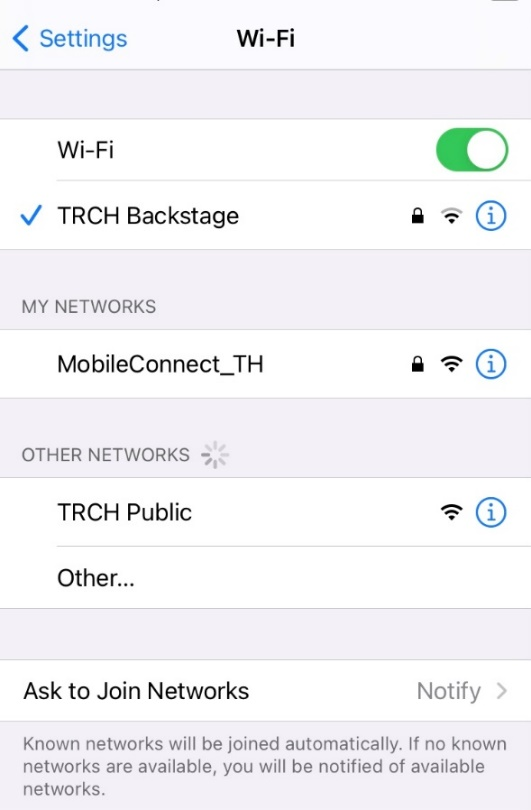 Settings
Wi-Fi
Wi-Fi
TRCH Backstage
MY NETWORKS
MobileConnect_TH
OTHER NETWORKS
TRCH Public
Other...
Ask to Join Networks Notify
Known networks will be joined automatically. If no known
networks are available, you will be notified of available
networks.